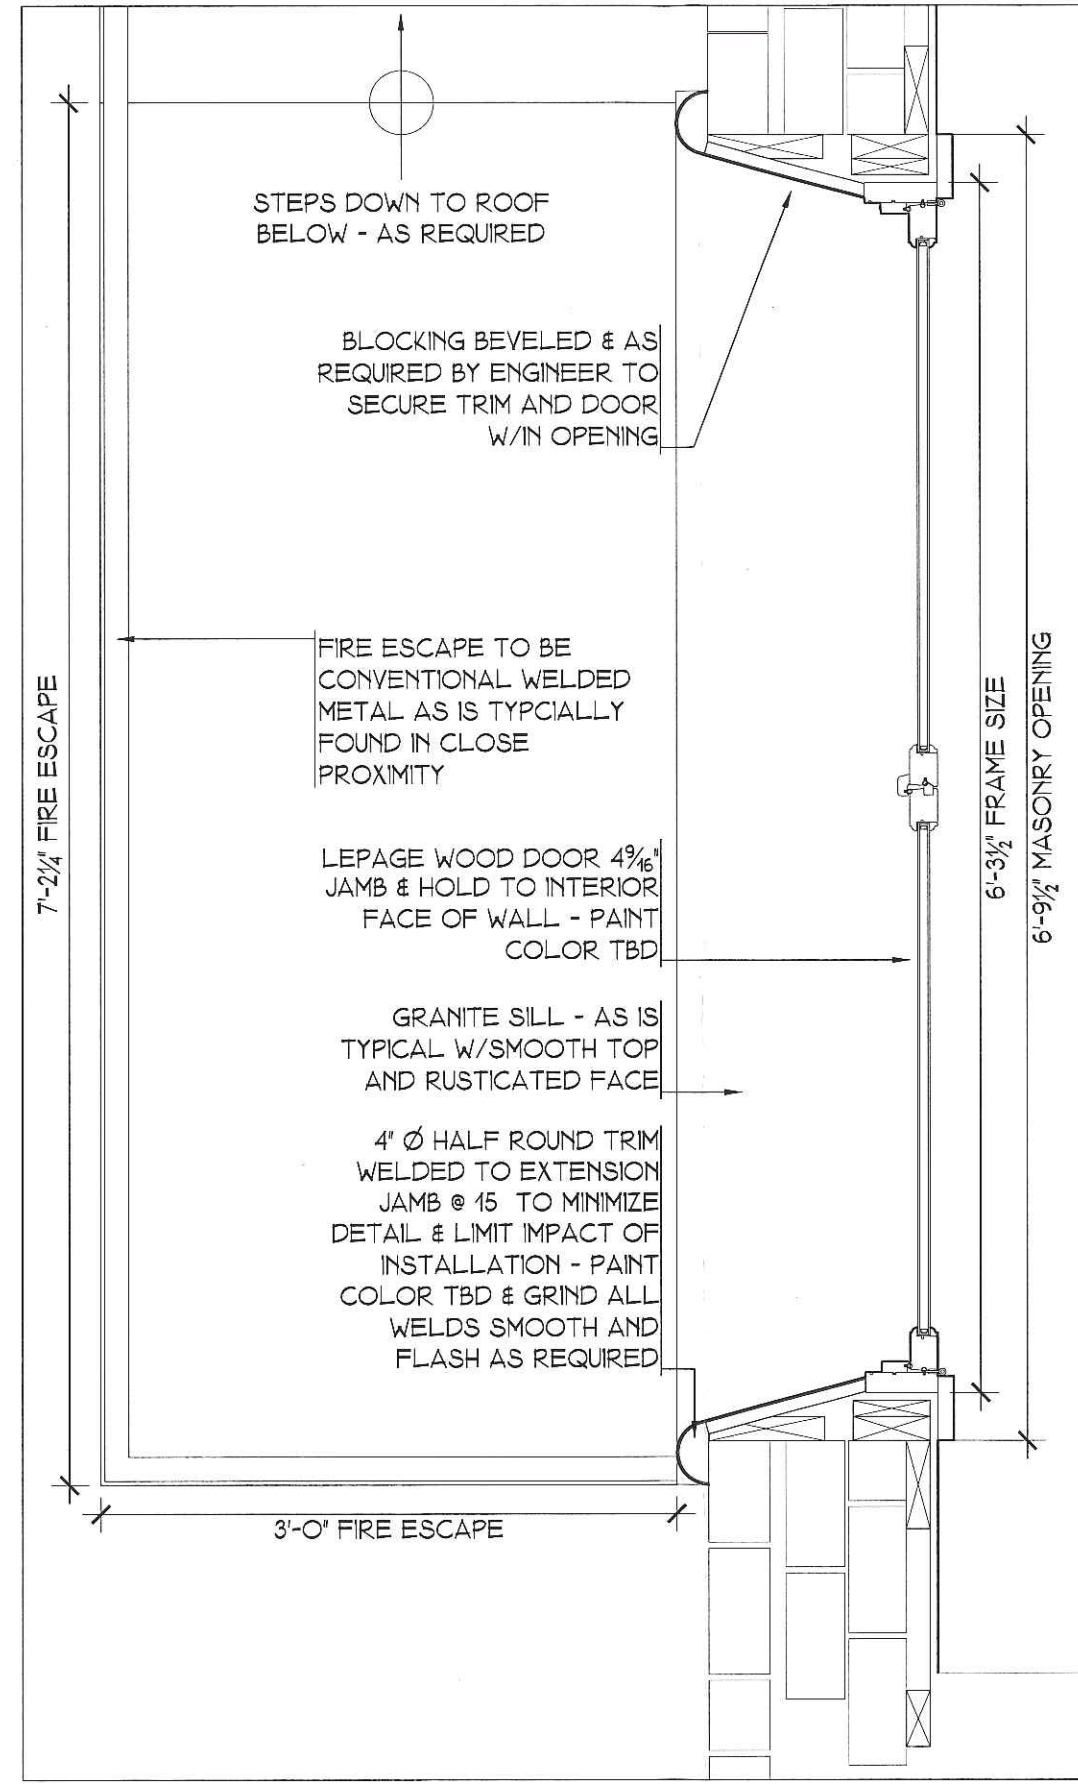 STEPS DOWN TO ROOF
BELOW - AS REQUIRED
BLOCKING BEVELED & AS
REQUIRED BY ENGINEER TO
SECURE TRIM AND DOOR
W/IN OPENING
FIRE ESCAPE TO BE
CONVENTIONAL WELDED
METAL AS IS TYPCIALLY
FOUND IN CLOSE
PROXIMITY
7'-2¼" FIRE ESCAPE
6'-3½" FRAME SIZE
6'-9½" MASONRY OPENING
LEPAGE WOOD DOOR 4 9/16"
JAMB & HOLD TO INTERIOR
FACE OF WALL - PAINT
COLOR TBD
GRANITE SILL - AS IS
TYPICAL W/SMOOTH TOP
AND RUSTICATED FACE
4" Ø HALF ROUND TRIM
WELDED TO EXTENSION
JAMB @ 15 TO MINIMIZE
DETAIL & LIMIT IMPACT OF
INSTALLATION - PAINT
COLOR TBD & GRIND ALL
WELDS SMOOTH AND
FLASH AS REQUIRED
3'-0" FIRE ESCAPE